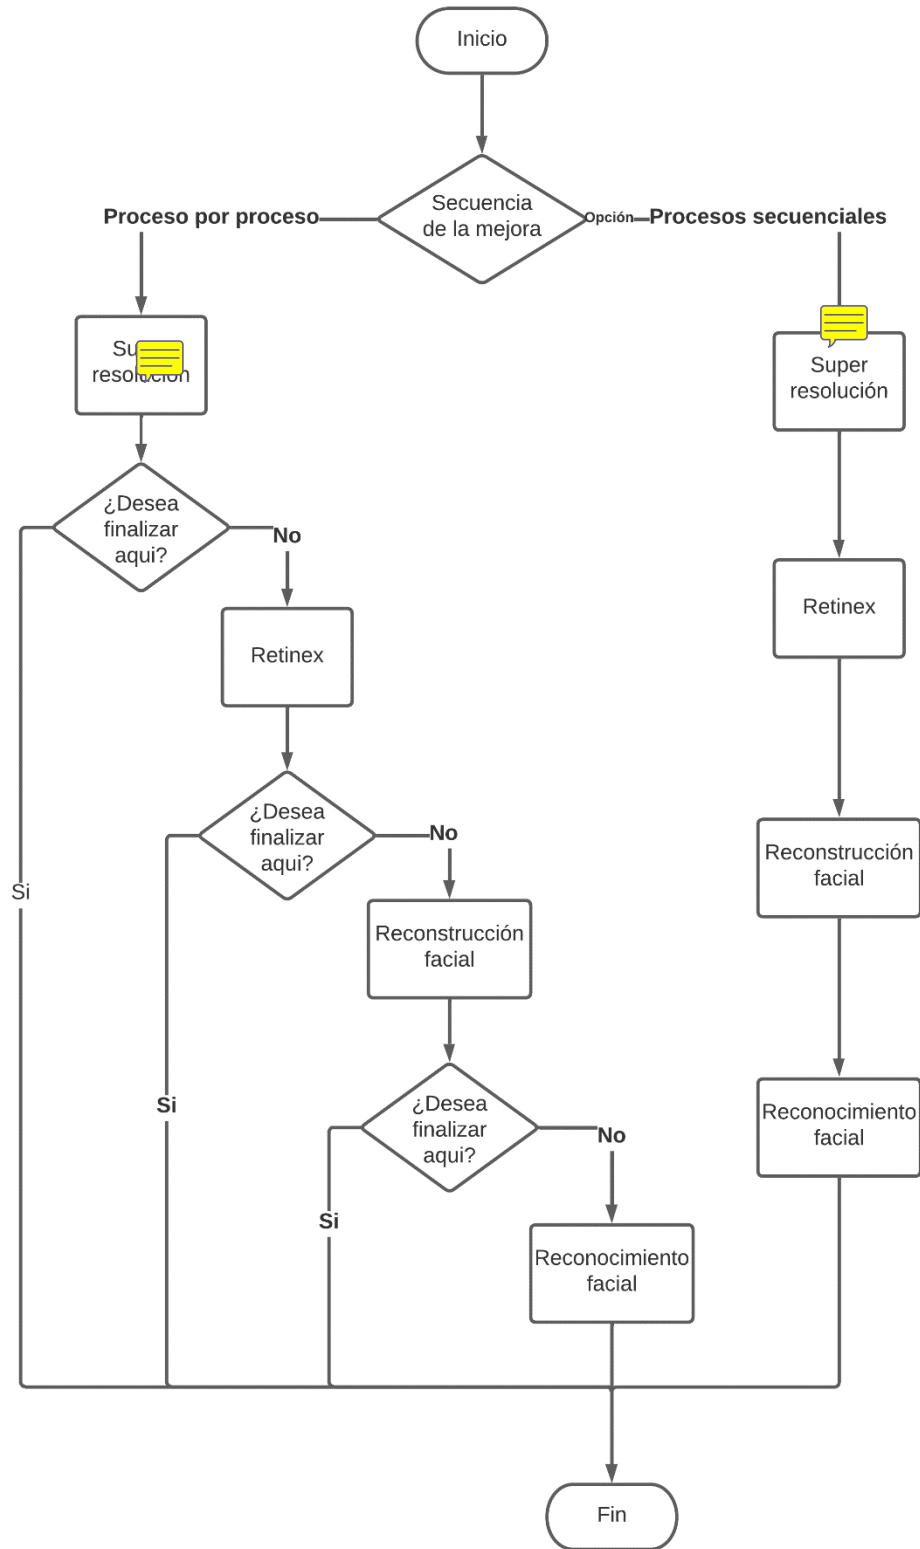 Inicio
Secuencia
de la mejora
Proceso por proceso
Opción
Procesos secuenciales
Super
resolución
¿Desea
finalizar
aqui?
No
Si
Retinex
¿Desea
finalizar
aqui?
No
Si
Reconstrucción
facial
¿Desea
finalizar
aqui?
No
Si
Reconocimiento
facial
Super
resolución
Retinex
Reconstrucción
facial
Reconocimiento
facial
Fin